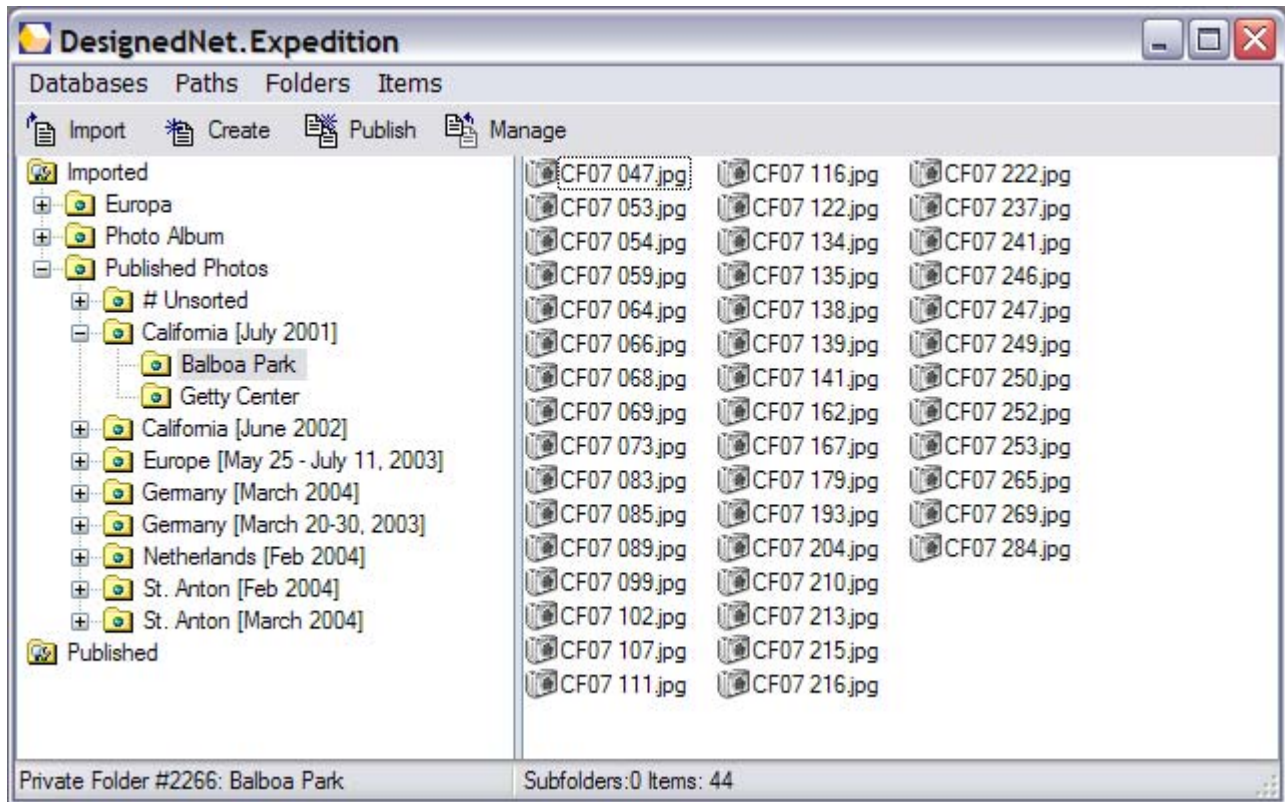 DesignedNet.Expedition
Databases Paths Folders Items
Import Create Publish Manage
Imported
Europa
Photo Album
Published Photos
# Unsorted
California [July 2001]
Balboa Park
Getty Center
California [June 2002]
Europe [May 25 - July 11, 2003]
Germany [March 2004]
Germany [March 20-30, 2003]
Netherlands [Feb 2004]
St. Anton [Feb 2004]
St. Anton [March 2004]
Published
CF07 047.jpg
CF07 053.jpg
CF07 054.jpg
CF07 059.jpg
CF07 064.jpg
CF07 066.jpg
CF07 068.jpg
CF07 069.jpg
CF07 073.jpg
CF07 083.jpg
CF07 085.jpg
CF07 089.jpg
CF07 099.jpg
CF07 102.jpg
CF07 107.jpg
CF07 111.jpg
CF07 116.jpg
CF07 122.jpg
CF07 134.jpg
CF07 135.jpg
CF07 138.jpg
CF07 139.jpg
CF07 141.jpg
CF07 162.jpg
CF07 167.jpg
CF07 179.jpg
CF07 193.jpg
CF07 204.jpg
CF07 210.jpg
CF07 213.jpg
CF07 215.jpg
CF07 216.jpg
CF07 222.jpg
CF07 237.jpg
CF07 241.jpg
CF07 246.jpg
CF07 247.jpg
CF07 249.jpg
CF07 250.jpg
CF07 252.jpg
CF07 253.jpg
CF07 265.jpg
CF07 269.jpg
CF07 284.jpg
Private Folder #2266: Balboa Park
Subfolders:0 Items: 44